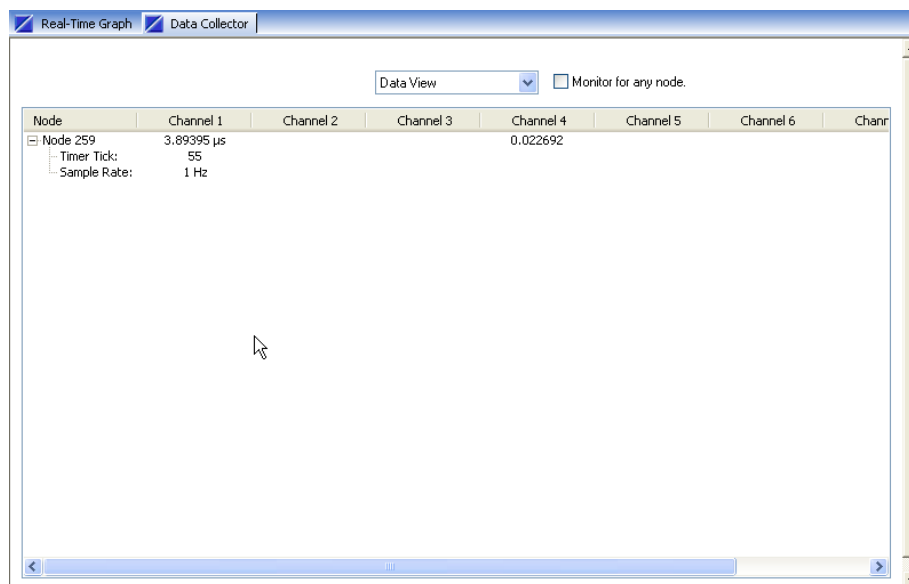 Real-Time Graph Data Collector
Data View Monitor for any node.
Node Channel 1 Channel 2 Channel 3 Channel 4 Channel 5 Channel 6 Chanr
Node 259 3.89395 µs 0.022692
Timer Tick: 55
Sample Rate: 1 Hz